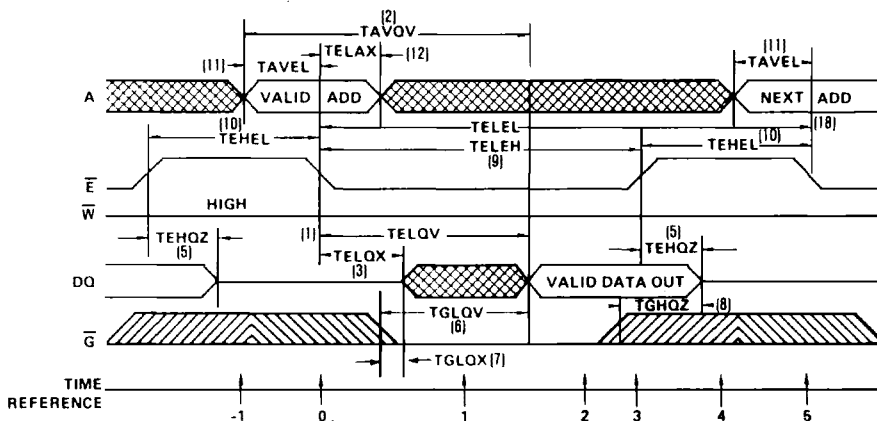 (2)
TAVQV
TELAX
(12)
(11)
TAVEL
(11)
TAVEL
A
VALID
ADD
NEXT
ADD
(10)
TEHEL
TELEL
(18)
TELEH
(9)
(10)
TEHEL
E
W
HIGH
TEHQZ
(5)
(1)
TELQV
TELQX
(3)
(5)
TEHQZ
DQ
VALID DATA OUT
TGHQZ
(8)
TGLQV
(6)
G
TGLQX (7)
TIME
REFERENCE
-1
0
1
2
3
4
5